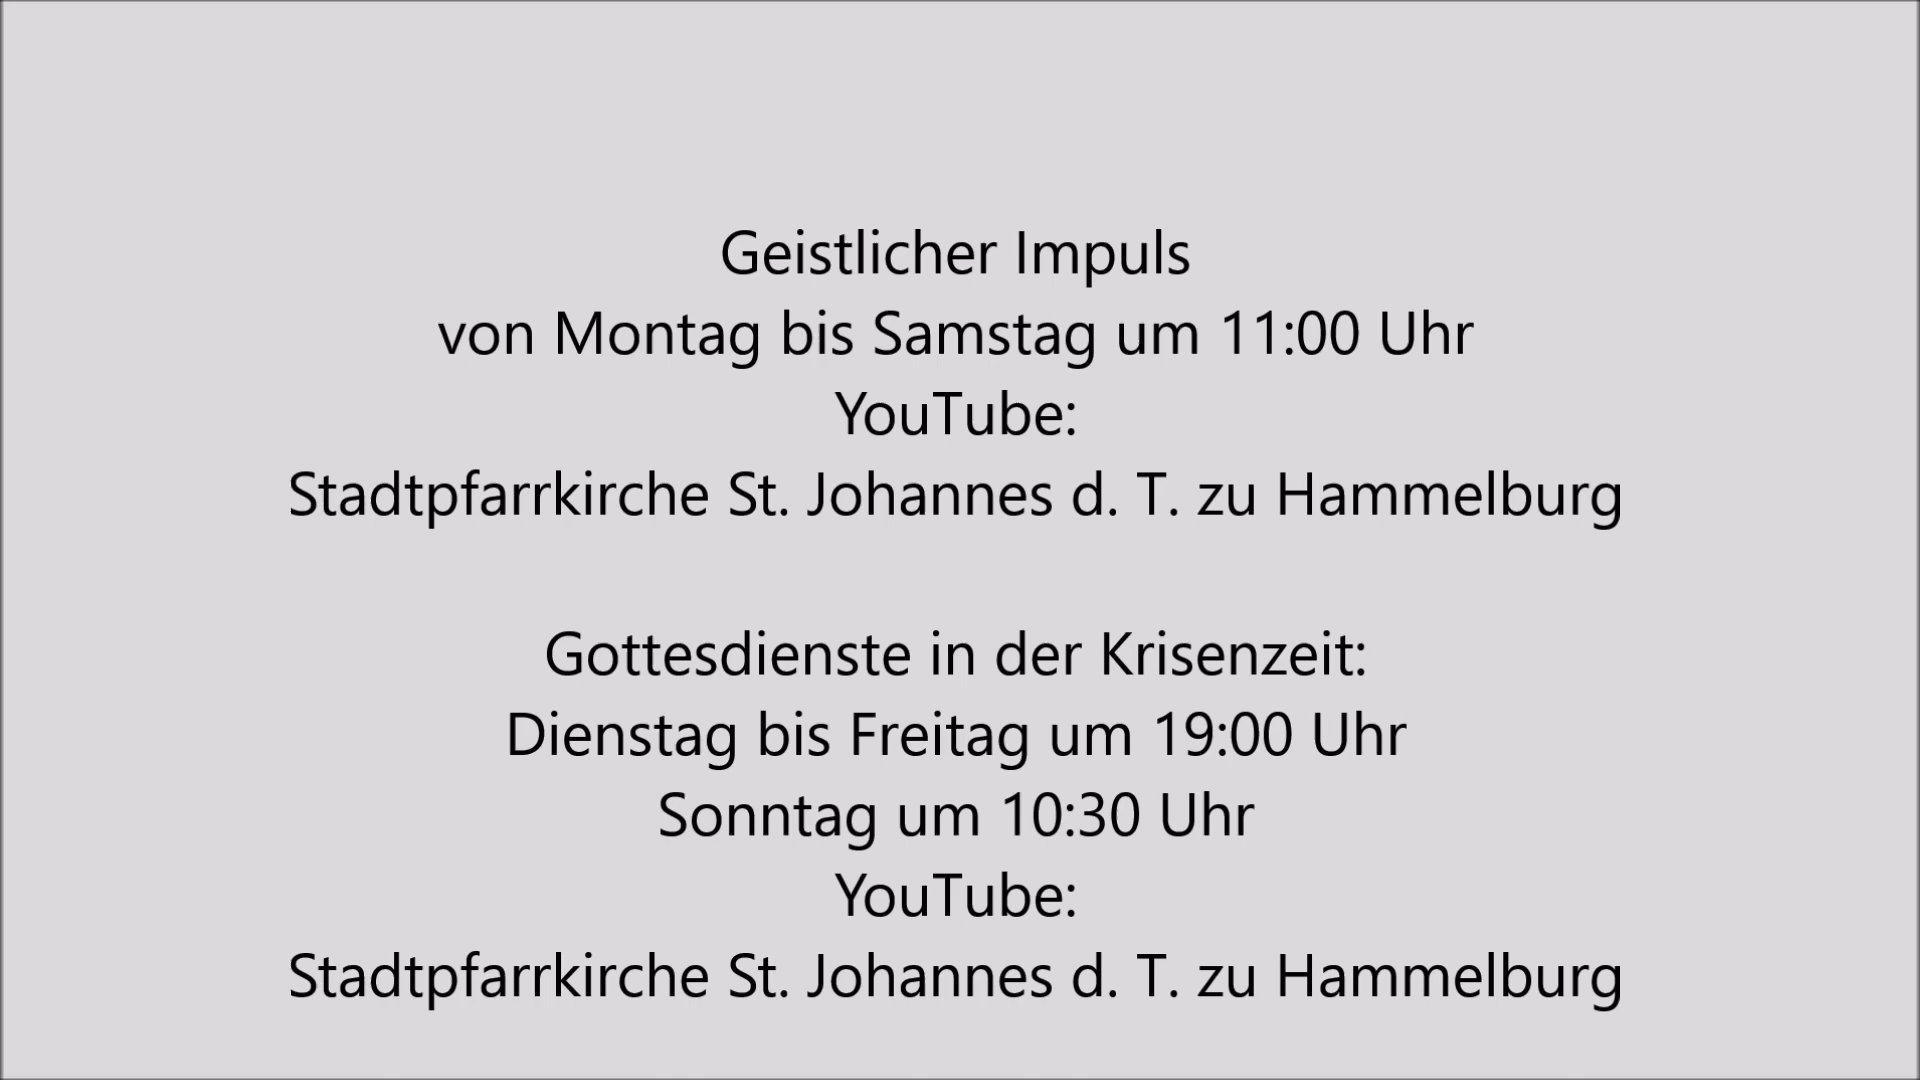 Geistlicher Impuls
von Montag bis Samstag um 11:00 Uhr
YouTube:
Stadtpfarrkirche St. Johannes d. T. zu Hammelburg
Gottesdienste in der Krisenzeit:
Dienstag bis Freitag um 19:00 Uhr
Sonntag um 10:30 Uhr
YouTube:
Stadtpfarrkirche St. Johannes d. T. zu Hammelburg